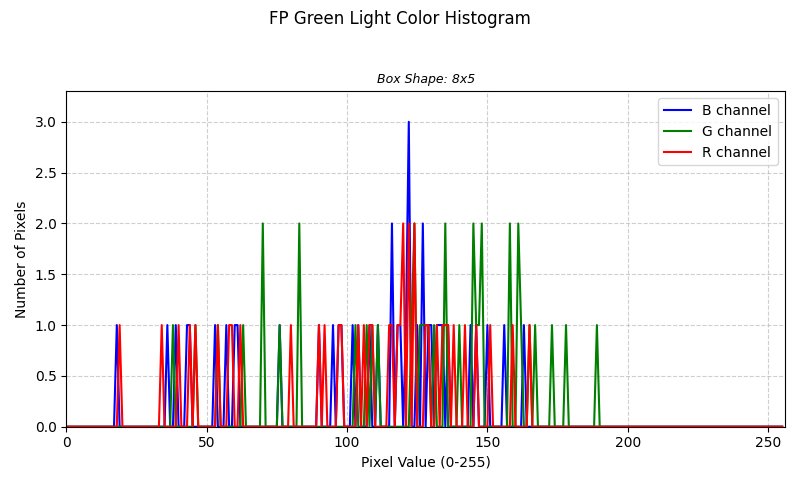 FP Green Light Color Histogram
Box Shape: 8x5
B channel
G channel
R channel
Number of Pixels
3.0
2.5
2.0
1.5
1.0
0.5
0.0
0 50 100 150 200 250
Pixel Value (0-255)